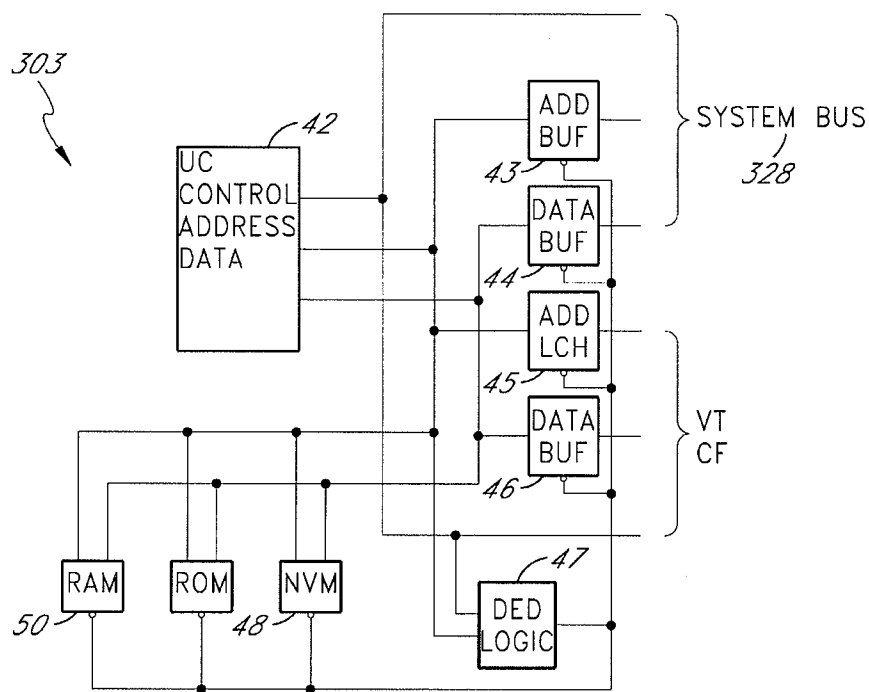 303
42
UC
CONTROL
ADDRESS
DATA
ADD
BUF
43
SYSTEM BUS
328
DATA
BUF
44
ADD
LCH
45
DATA
BUF
46
VT
CF
RAM
50
ROM
NVM
48
47
DED
LOGIC